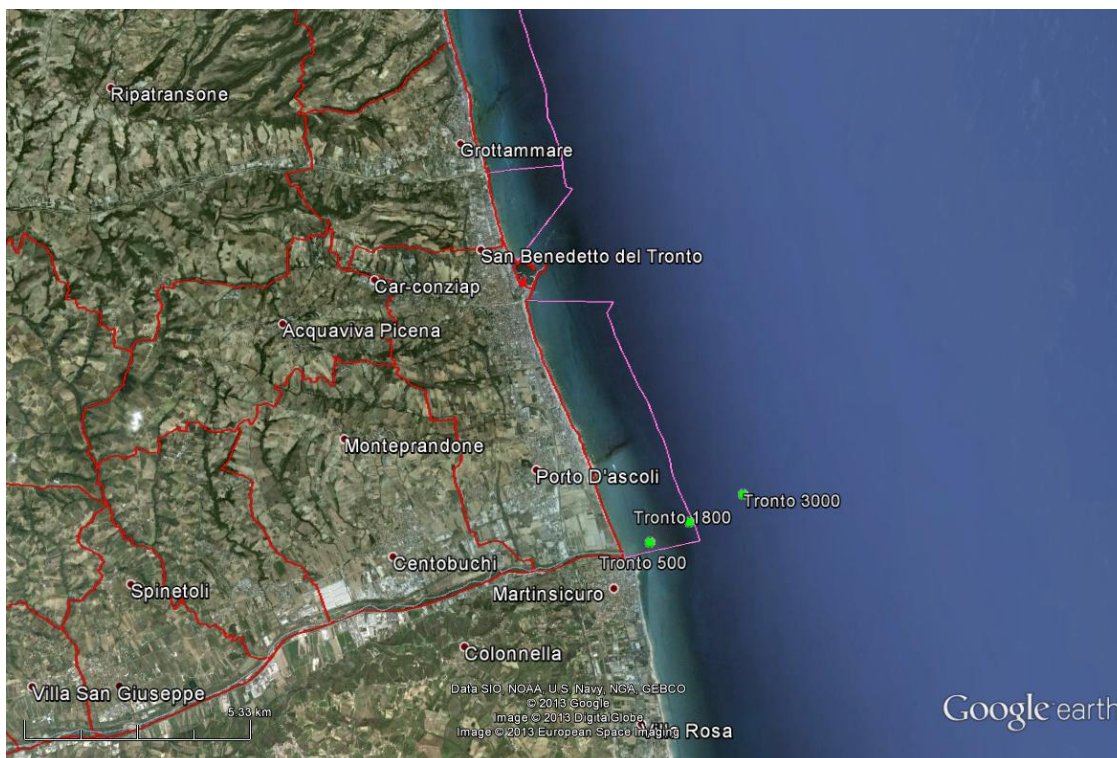 Ripatransone
Grottammare
San Benedetto del Tronto
Car-conziap
Acquaviva Picena
Monteprandone
Porto D'ascoli
Tronto 3000
Tronto 1800
Tronto 500
Centobuchi
Spinetoli
Martinsicuro
Colonnella
Villa San Giuseppe
5.33 km
Data SIO, NOAA, U.S. Navy, NGA, GEBCO
© 2013 Google
Image © 2013 DigitalGlobe
Image © 2013 European Space Imaging
Villa Rosa
Google earth